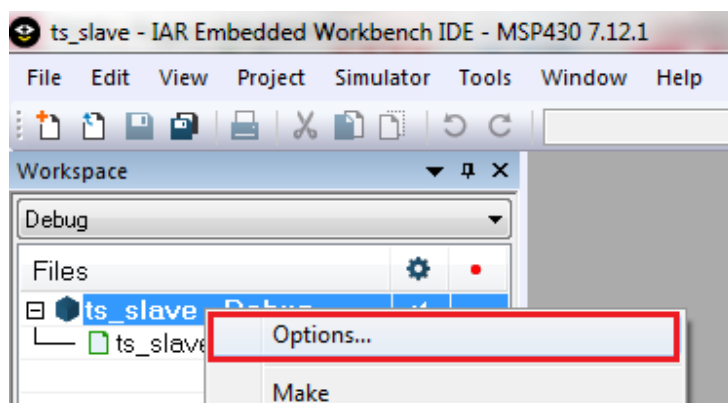 ts_slave - IAR Embedded Workbench IDE - MSP430 7.12.1
File Edit View Project Simulator Tools Window Help
Workspace
Debug
Files
ts_slave - Debug
ts_slave
Options...
Make